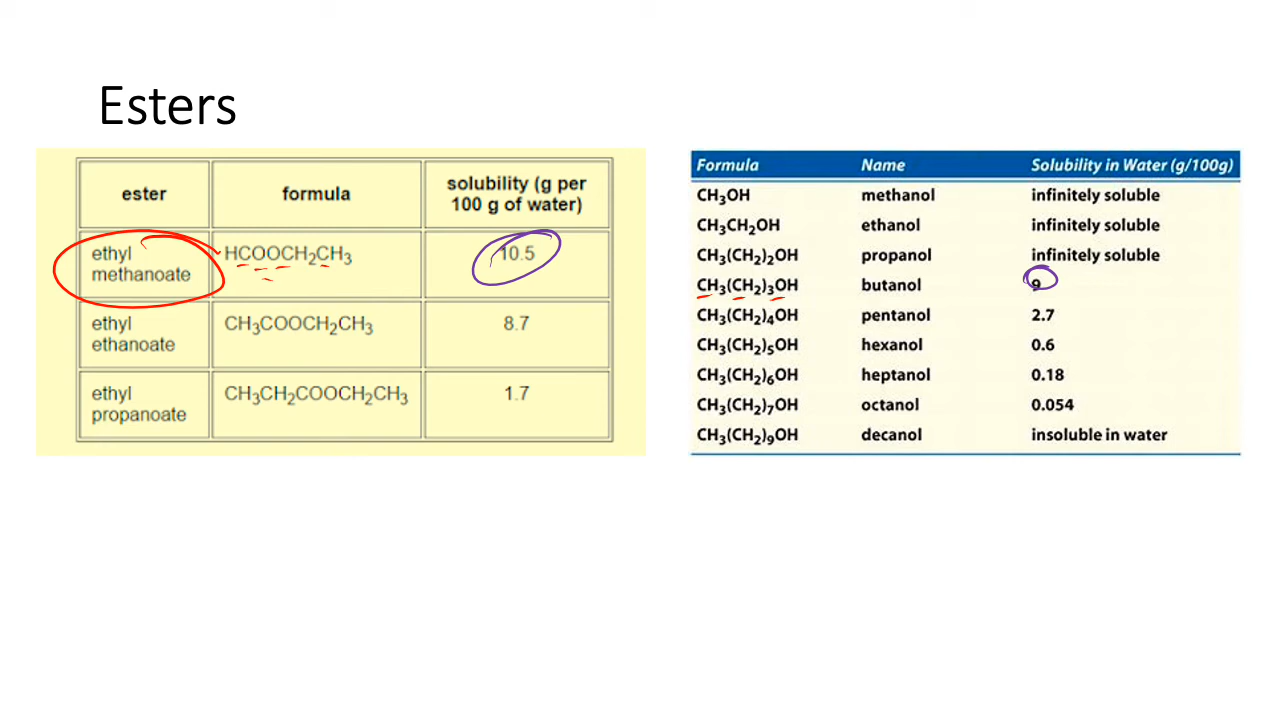 Esters
ester formula solubility (g per 100 g of water)
ethyl methanoate HCOOCH₂CH₃ 10.5
ethyl ethanoate CH₃COOCH₂CH₃ 8.7
ethyl propanoate CH₃CH₂COOCH₂CH₃ 1.7
Formula Name Solubility in Water (g/100g)
CH₃OH methanol infinitely soluble
CH₃CH₂OH ethanol infinitely soluble
CH₃(CH₂)₂OH propanol infinitely soluble
CH₃(CH₂)₃OH butanol 9
CH₃(CH₂)₄OH pentanol 2.7
CH₃(CH₂)₅OH hexanol 0.6
CH₃(CH₂)₆OH heptanol 0.18
CH₃(CH₂)₇OH octanol 0.054
CH₃(CH₂)₉OH decanol insoluble in water